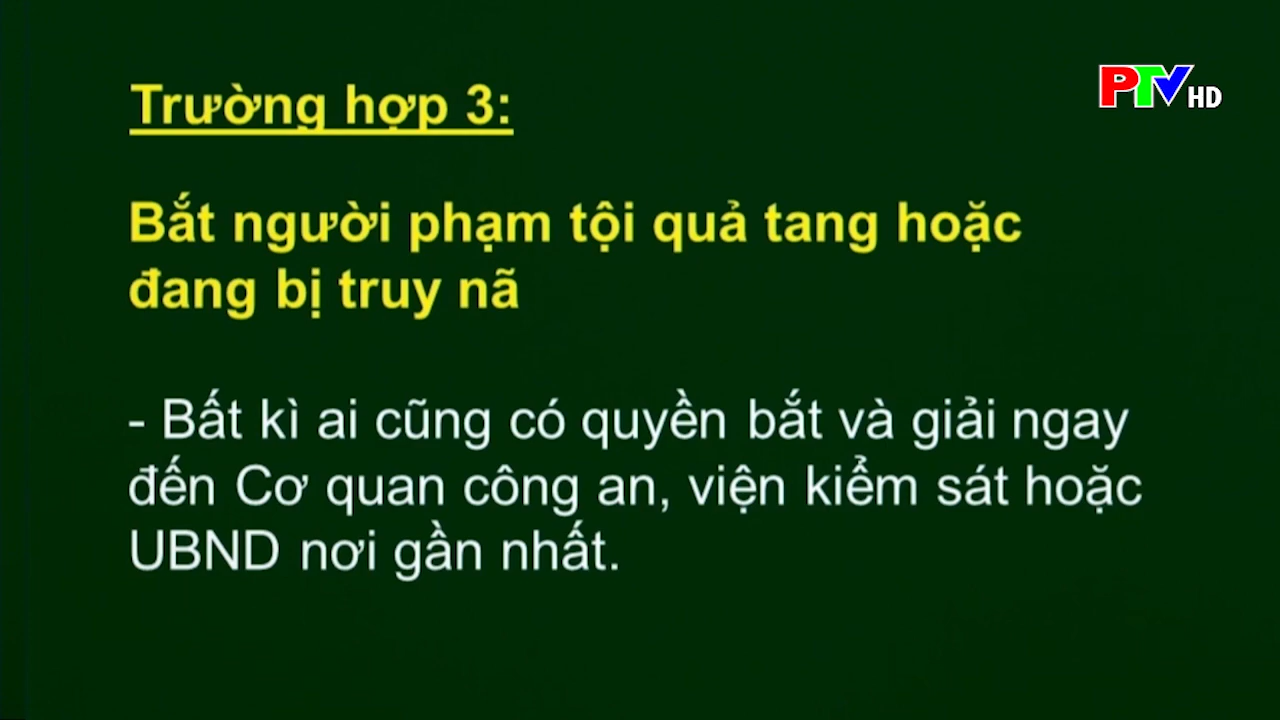 PTV HD
Trường hợp 3:
Bắt người phạm tội quả tang hoặc
đang bị truy nã
- Bất kì ai cũng có quyền bắt và giải ngay
đến Cơ quan công an, viện kiểm sát hoặc
UBND nơi gần nhất.